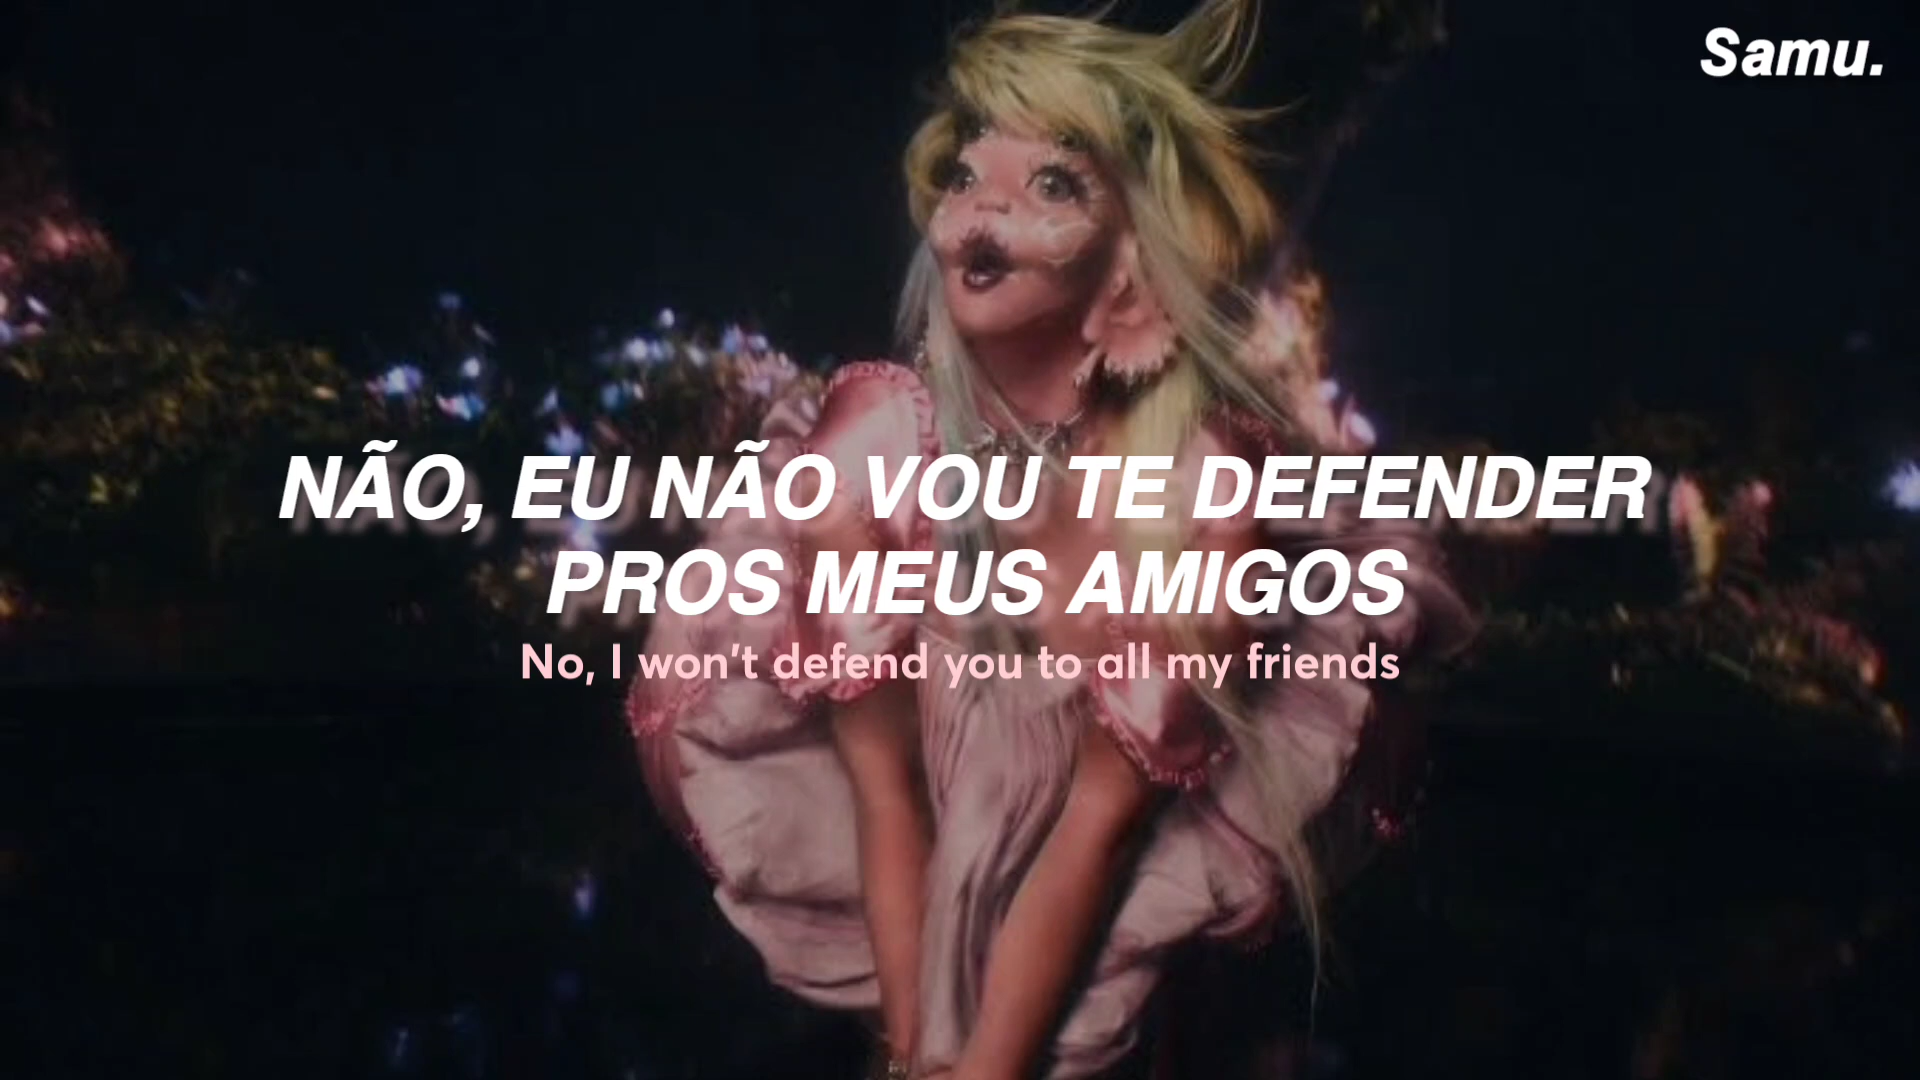 Samu.
NÃO, EU NÃO VOU TE DEFENDER
PROS MEUS AMIGOS
No, I won't defend you to all my friends